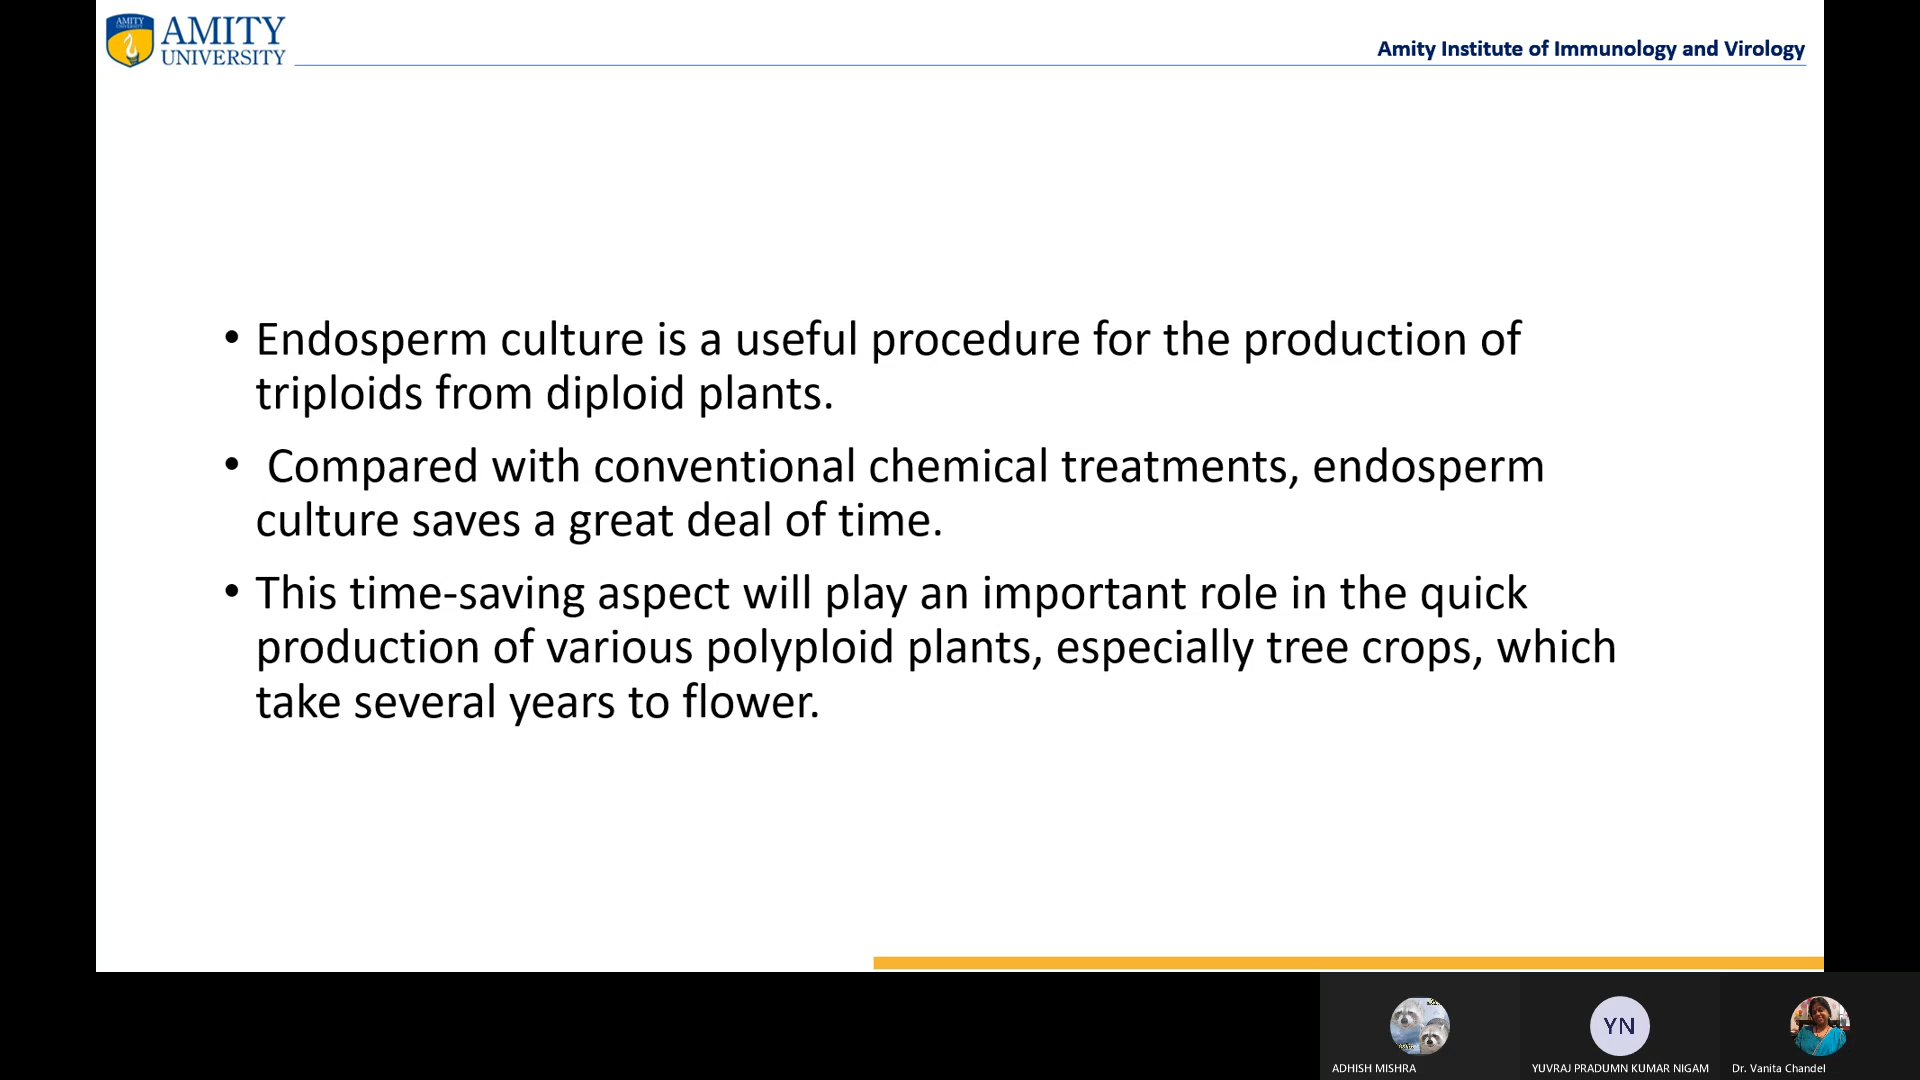 AMITY
UNIVERSITY
AMITY
UNIVERSITY
Amity Institute of Immunology and Virology
• Endosperm culture is a useful procedure for the production of
triploids from diploid plants.
• Compared with conventional chemical treatments, endosperm
culture saves a great deal of time.
• This time-saving aspect will play an important role in the quick
production of various polyploid plants, especially tree crops, which
take several years to flower.
YN
ADHISH MISHRA
YUVRAJ PRADUMN KUMAR NIGAM
Dr. Vanita Chandel